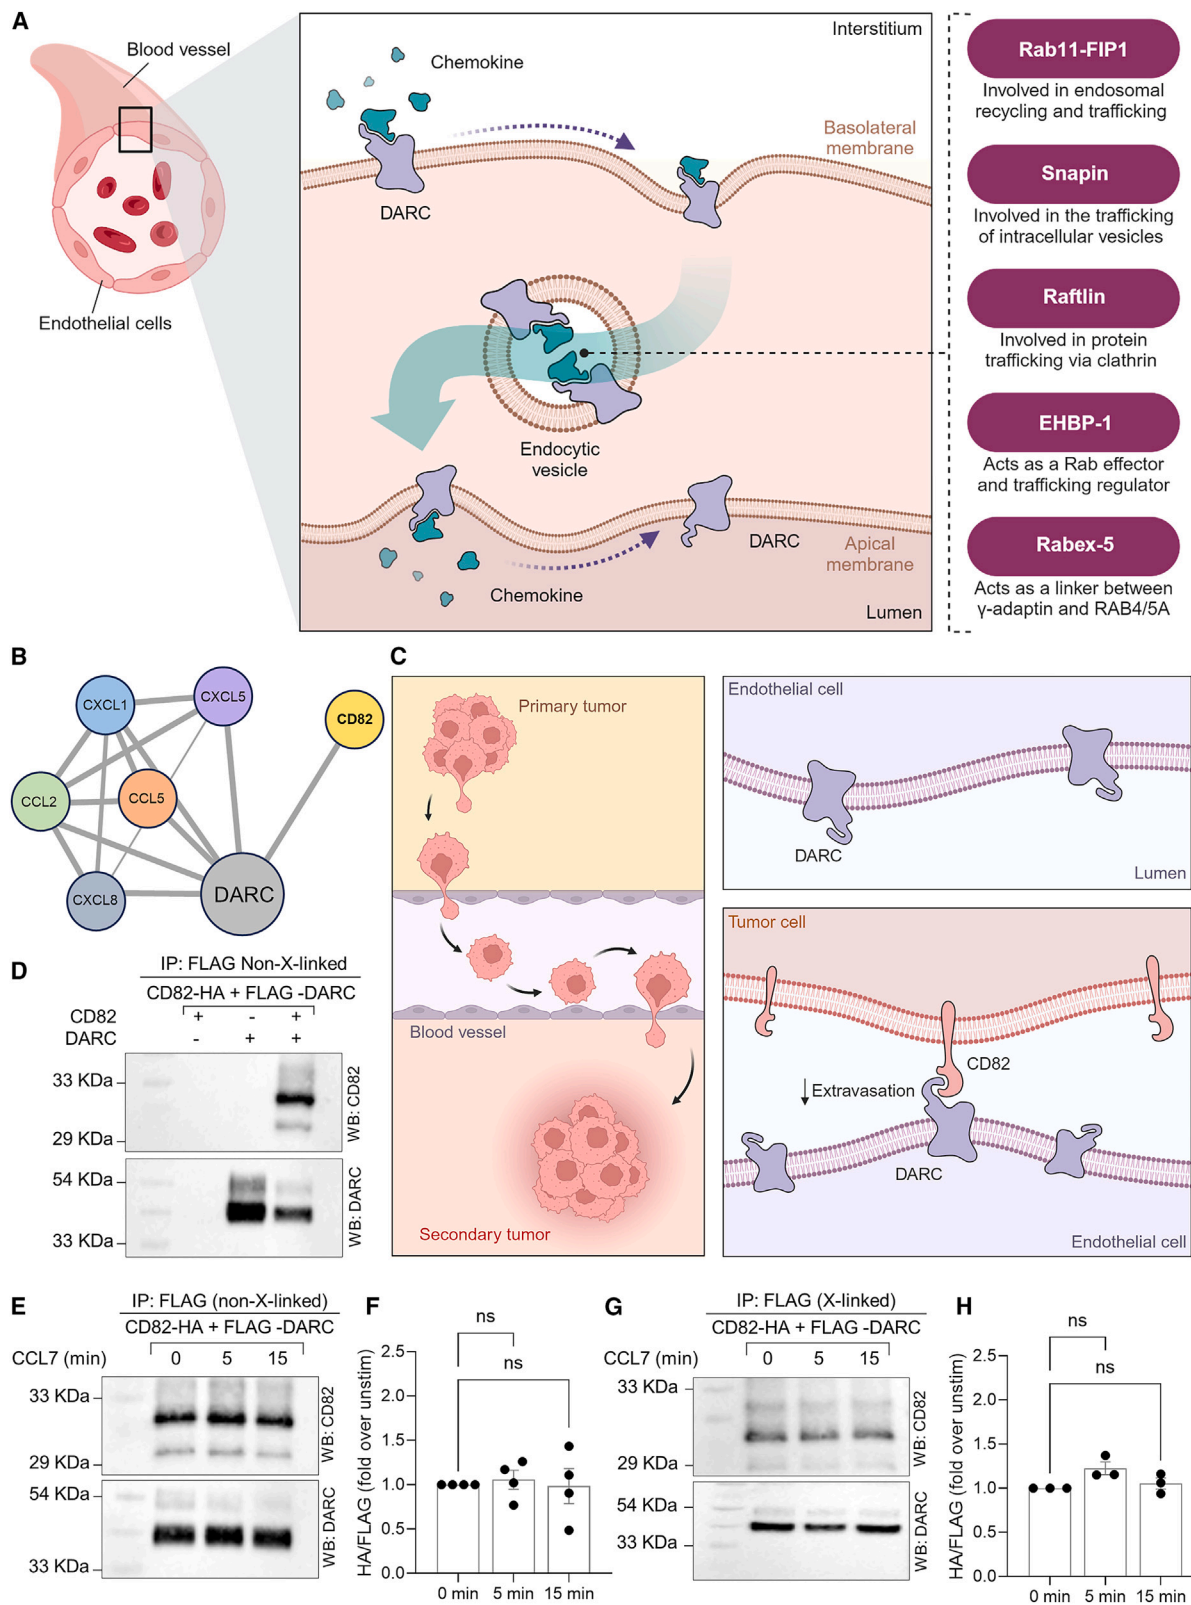 A
Blood vessel
Endothelial cells
Interstitium
Chemokine
Basolateral
membrane
DARC
Endocytic
vesicle
DARC
Apical
membrane
Chemokine
Lumen
Rab11-FIP1
Involved in endosomal
recycling and trafficking
Snapin
Involved in the trafficking
of intracellular vesicles
Raftlin
Involved in protein
trafficking via clathrin
EHBP-1
Acts as a Rab effector
and trafficking regulator
Rabex-5
Acts as a linker between
γ-adaptin and RAB4/5A
B
CXCL1
CXCL5
CD82
CCL2
CCL5
CXCL8
DARC
C
Primary tumor
Blood vessel
Secondary tumor
Endothelial cell
DARC
Lumen
Tumor cell
CD82
↓Extravasation
DARC
Endothelial cell
D
IP: FLAG Non-X-linked
CD82-HA + FLAG -DARC
CD82 + - +
DARC - + +
33 KDa
29 KDa
WB: CD82
54 KDa
33 KDa
WB: DARC
E
IP: FLAG (non-X-linked)
CD82-HA + FLAG -DARC
CCL7 (min) 0 5 15
33 KDa
29 KDa
WB: CD82
54 KDa
33 KDa
WB: DARC
F
ns
ns
HA/FLAG (fold over unstim)
2.5
2.0
1.5
1.0
0.5
0.0
0 min 5 min 15 min
G
IP: FLAG (X-linked)
CD82-HA + FLAG -DARC
CCL7 (min) 0 5 15
33 KDa
29 KDa
WB: CD82
54 KDa
33 KDa
WB: DARC
H
ns
ns
HA/FLAG (fold over unstim)
2.5
2.0
1.5
1.0
0.5
0.0
0 min 5 min 15 min